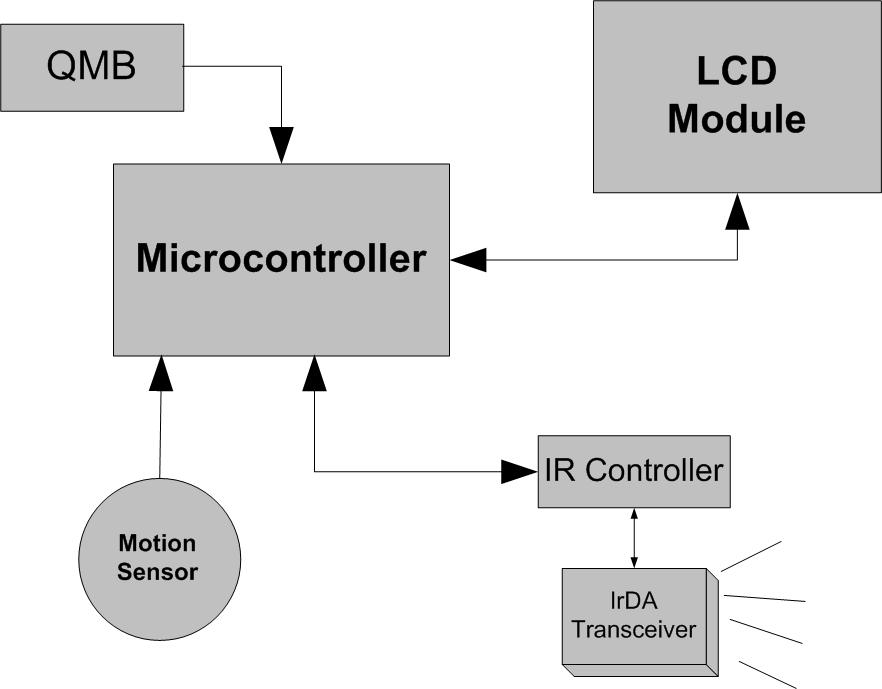 QMB
LCD
Module
Microcontroller
IR Controller
Motion
Sensor
IrDA
Transceiver